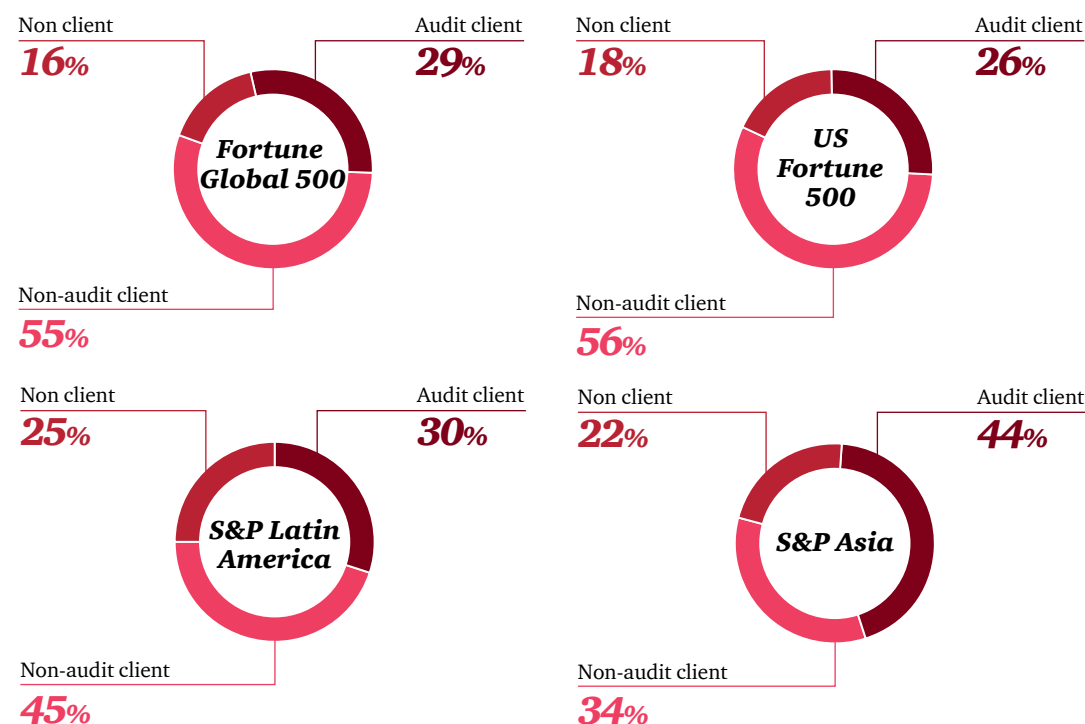 Non client
16%
Audit client
29%
Fortune
Global 500
Non-audit client
55%
Non client
18%
Audit client
26%
US
Fortune
500
Non-audit client
56%
Non client
25%
Audit client
30%
S&P Latin
America
Non-audit client
45%
Non client
22%
Audit client
44%
S&P Asia
Non-audit client
34%